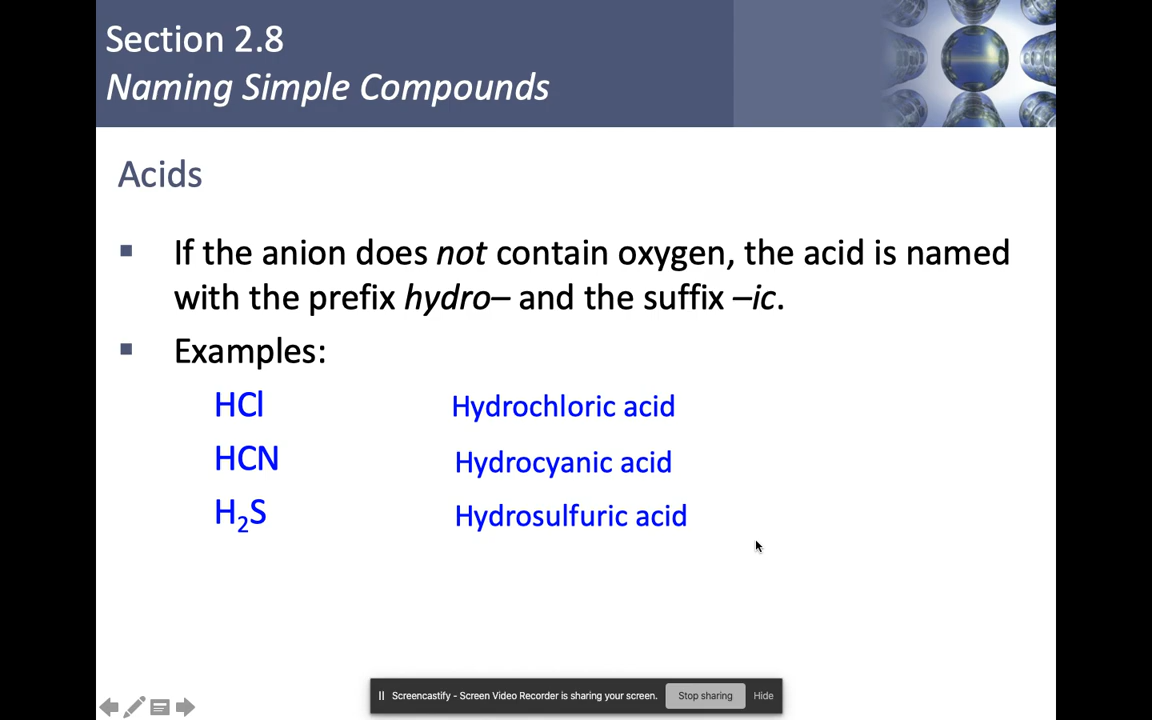 Section 2.8
Naming Simple Compounds
Acids
If the anion does not contain oxygen, the acid is named
with the prefix hydro– and the suffix –ic.
Examples:
HCl Hydrochloric acid
HCN Hydrocyanic acid
H₂S Hydrosulfuric acid
Screencastify - Screen Video Recorder is sharing your screen. Stop sharing Hide